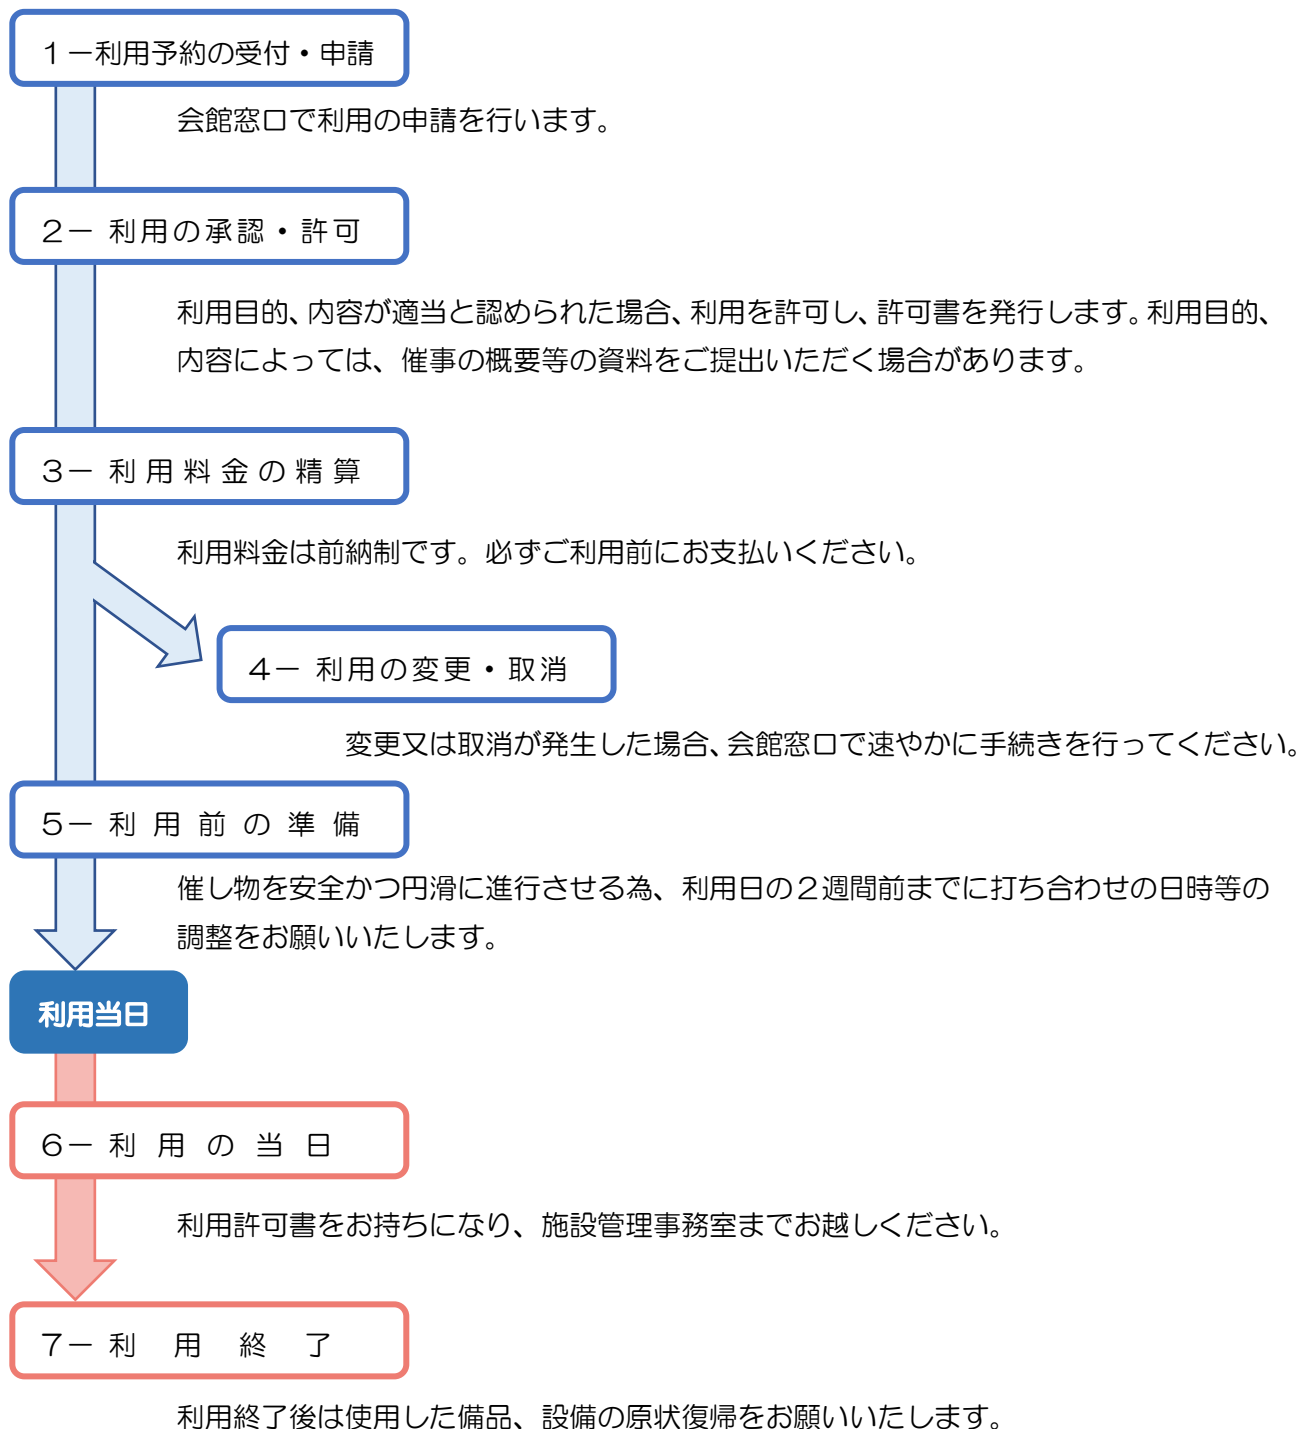 １－利用予約の受付・申請
会館窓口で利用の申請を行います。
２－ 利用の承認・許可
利用目的、内容が適当と認められた場合、利用を許可し、許可書を発行します。利用目的、
内容によっては、催事の概要等の資料をご提出いただく場合があります。
３－ 利用料金の精算
利用料金は前納制です。必ずご利用前にお支払いください。
４－ 利用の変更・取消
変更又は取消が発生した場合、会館窓口で速やかに手続きを行ってください。
５－ 利用前の準備
催し物を安全かつ円滑に進行させる為、利用日の２週間前までに打ち合わせの日時等の
調整をお願いいたします。
利用当日
６－ 利用の当日
利用許可書をお持ちになり、施設管理事務室までお越しください。
７－ 利用終了
利用終了後は使用した備品、設備の原状復帰をお願いいたします。